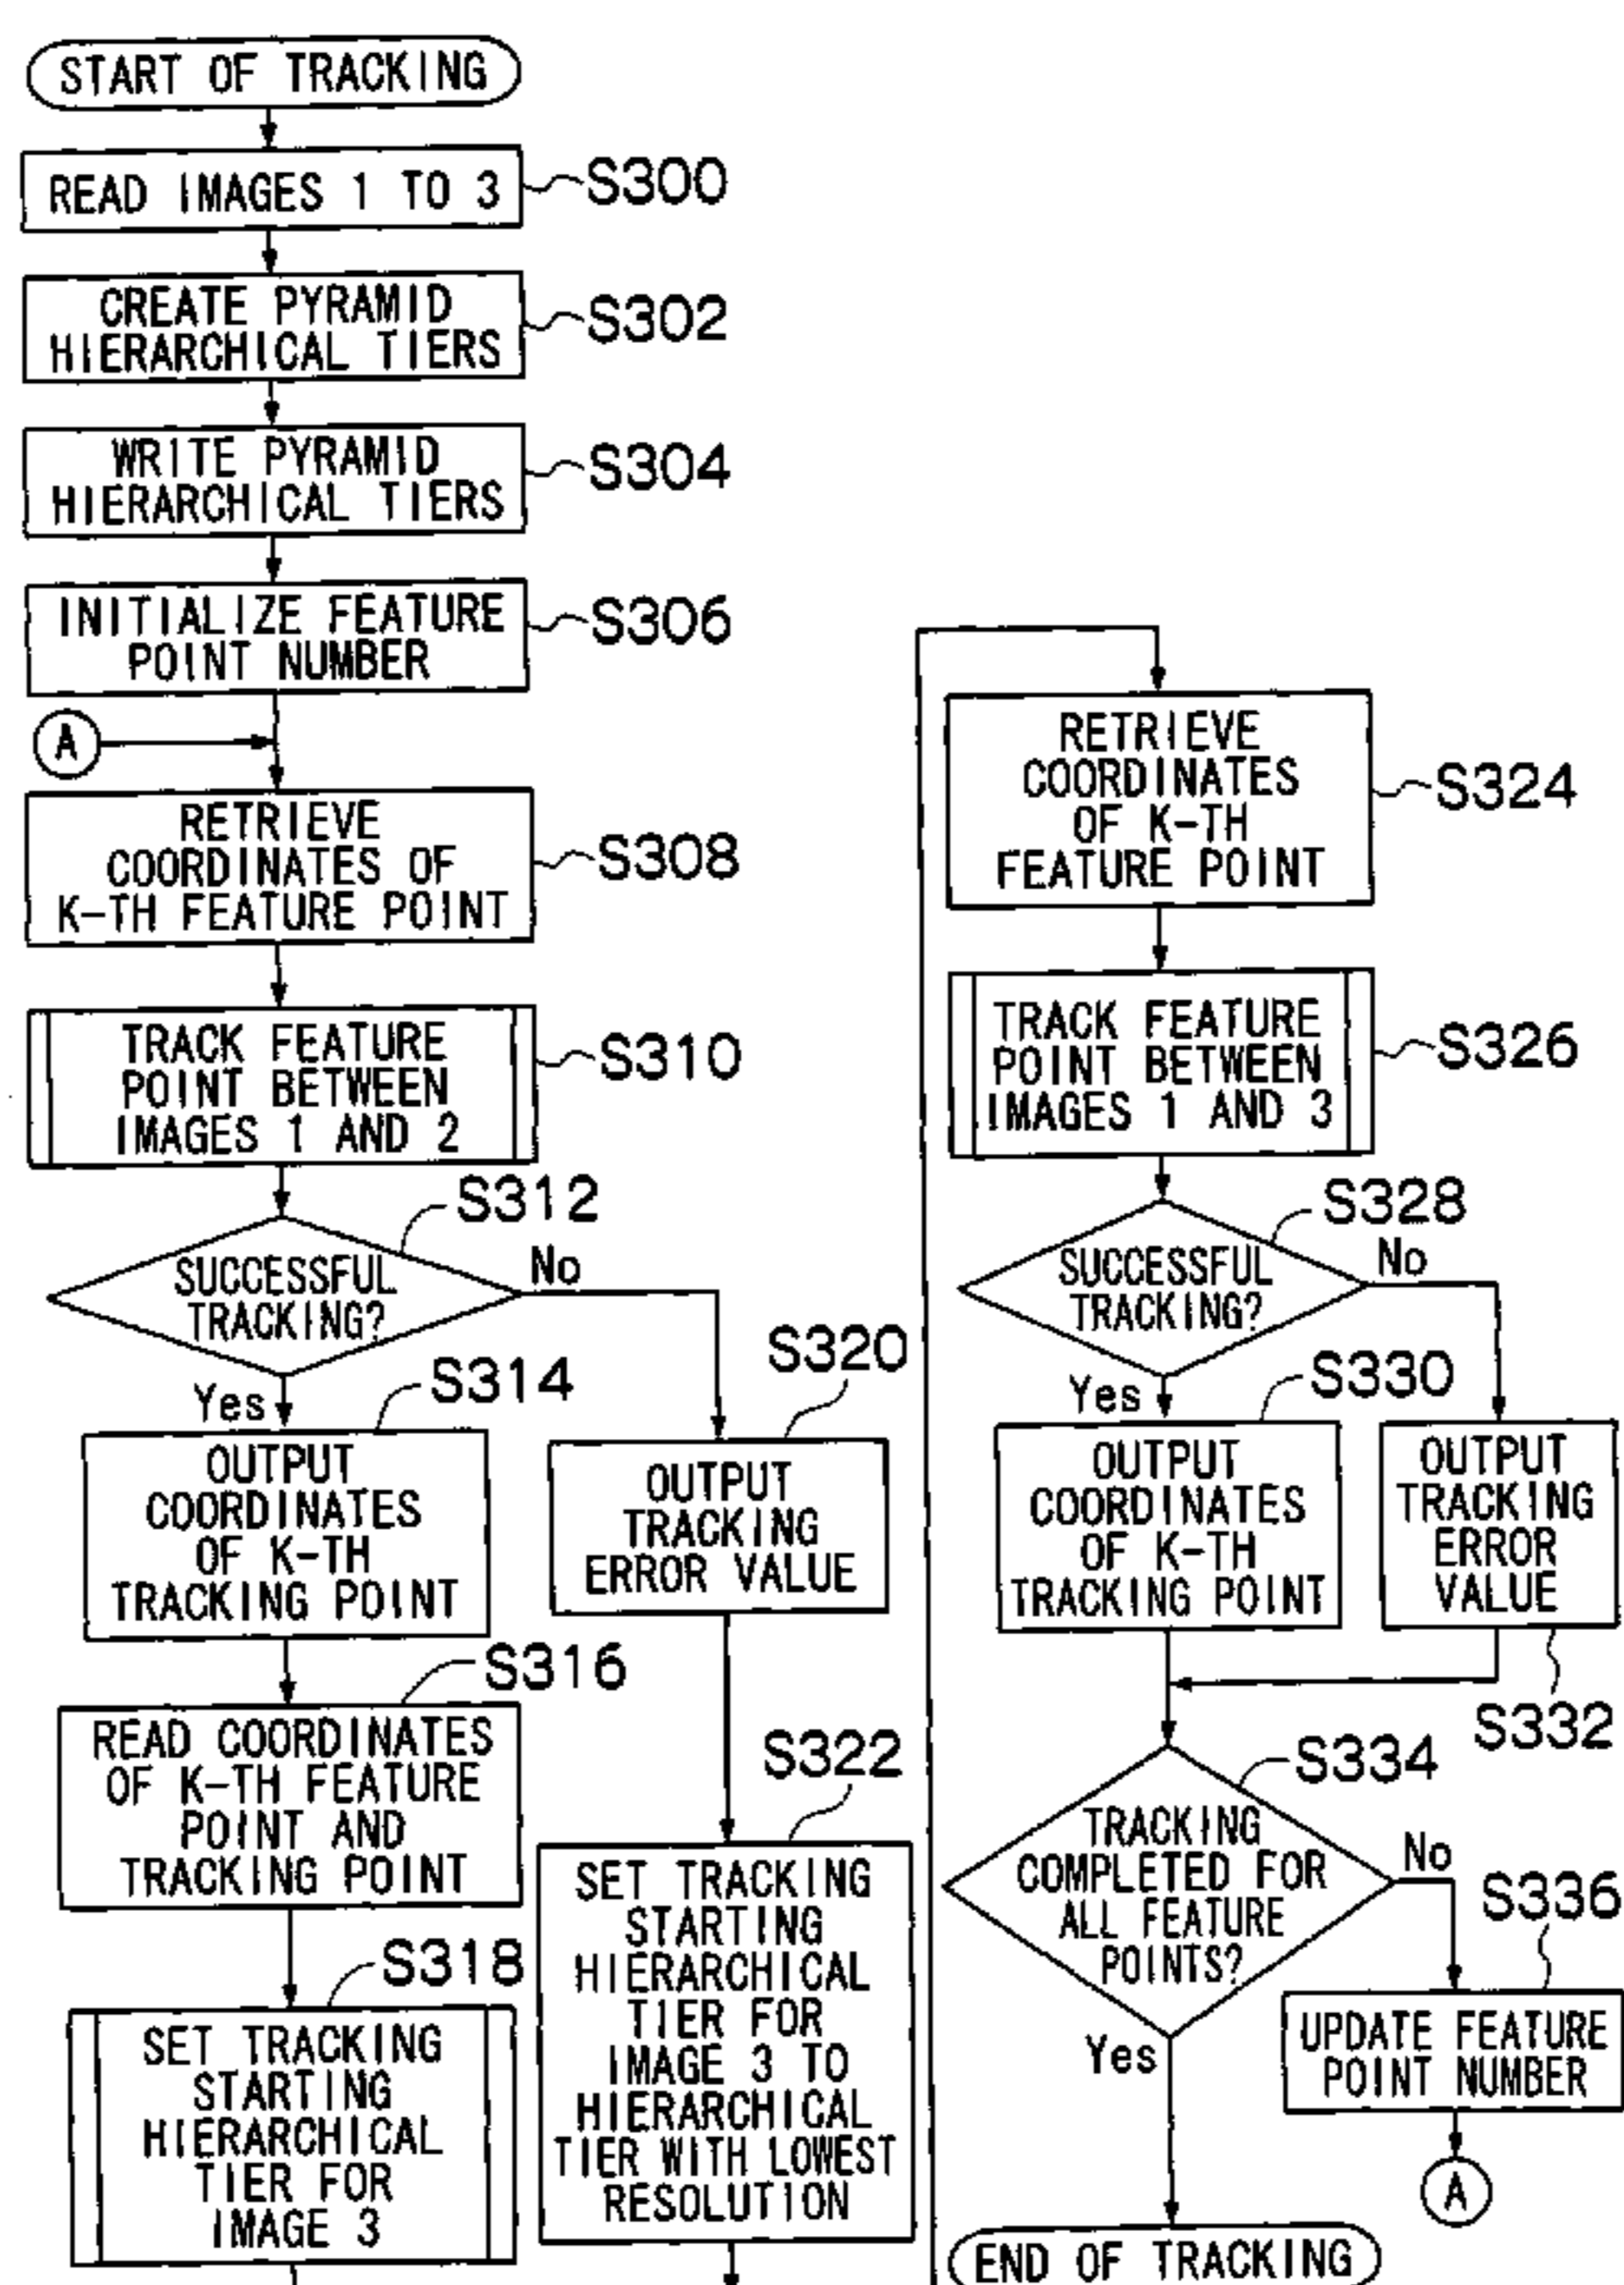 START OF TRACKING
READ IMAGES 1 TO 3
S300
CREATE PYRAMID
HIERARCHICAL TIERS
S302
WRITE PYRAMID
HIERARCHICAL TIERS
S304
INITIALIZE FEATURE
POINT NUMBER
S306
A
RETRIEVE
COORDINATES OF
K-TH FEATURE POINT
S308
TRACK FEATURE
POINT BETWEEN
IMAGES 1 AND 2
S310
S312
SUCCESSFUL
TRACKING?
No
Yes
S314
OUTPUT
COORDINATES
OF K-TH
TRACKING POINT
S316
READ COORDINATES
OF K-TH FEATURE
POINT AND
TRACKING POINT
S318
SET TRACKING
STARTING
HIERARCHICAL
TIER FOR
IMAGE 3
S320
OUTPUT
TRACKING
ERROR VALUE
S322
SET TRACKING
STARTING
HIERARCHICAL
TIER FOR
IMAGE 3 TO
HIERARCHICAL
TIER WITH LOWEST
RESOLUTION
RETRIEVE
COORDINATES
OF K-TH
FEATURE POINT
S324
TRACK FEATURE
POINT BETWEEN
IMAGES 1 AND 3
S326
S328
SUCCESSFUL
TRACKING?
No
Yes
S330
OUTPUT
COORDINATES
OF K-TH
TRACKING POINT
OUTPUT
TRACKING
ERROR
VALUE
S332
S334
TRACKING
COMPLETED FOR
ALL FEATURE
POINTS?
No
Yes
S336
UPDATE FEATURE
POINT NUMBER
A
END OF TRACKING